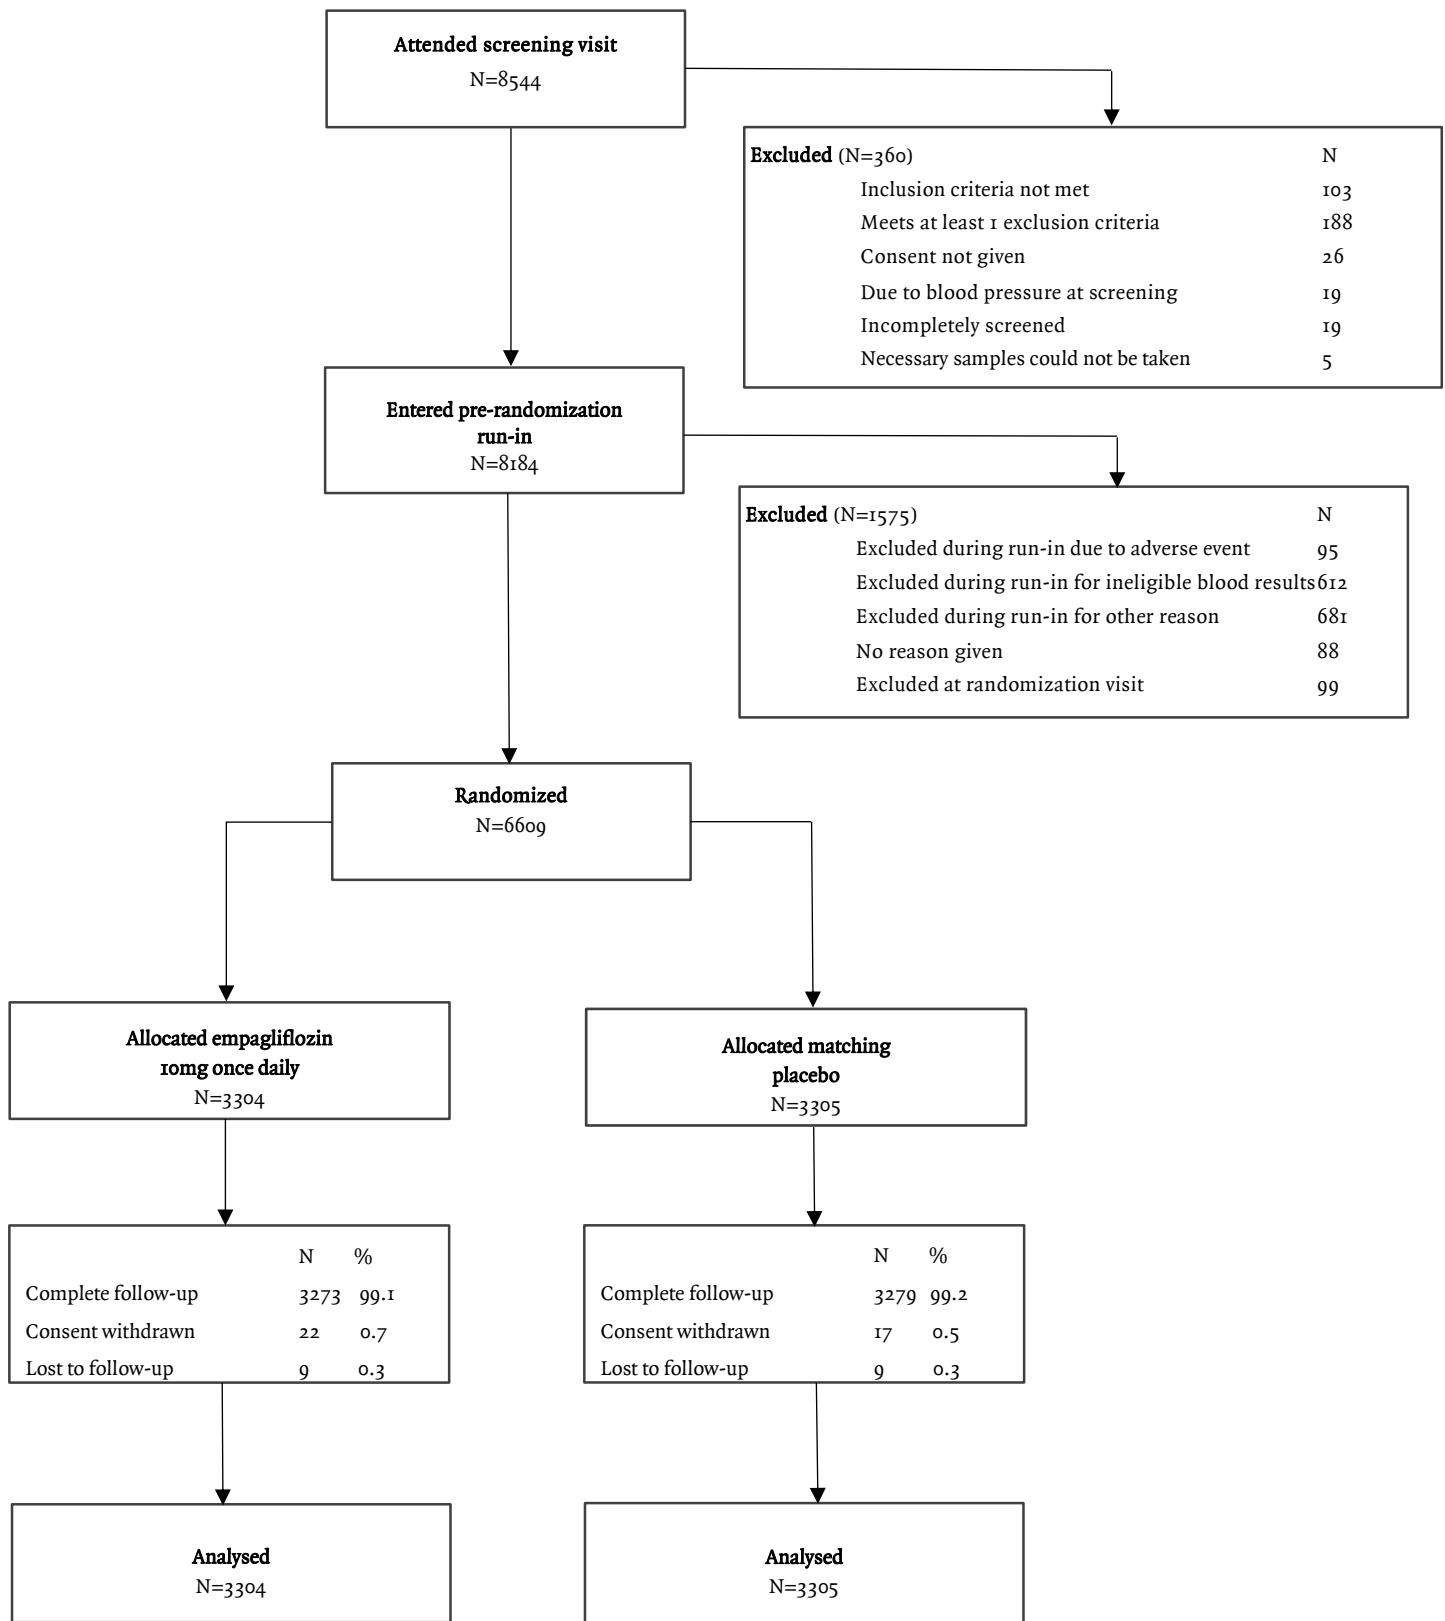 Attended screening visit
N=8544
Excluded (N=360) N
Inclusion criteria not met 103
Meets at least 1 exclusion criteria 188
Consent not given 26
Due to blood pressure at screening 19
Incompletely screened 19
Necessary samples could not be taken 5
Entered pre-randomization
run-in
N=8184
Excluded (N=1575) N
Excluded during run-in due to adverse event 95
Excluded during run-in for ineligible blood results 612
Excluded during run-in for other reason 681
No reason given 88
Excluded at randomization visit 99
Randomized
N=6609
Allocated empagliflozin
10mg once daily
N=3304
Allocated matching
placebo
N=3305
N %
Complete follow-up 3273 99.1
Consent withdrawn 22 0.7
Lost to follow-up 9 0.3
N %
Complete follow-up 3279 99.2
Consent withdrawn 17 0.5
Lost to follow-up 9 0.3
Analysed
N=3304
Analysed
N=3305